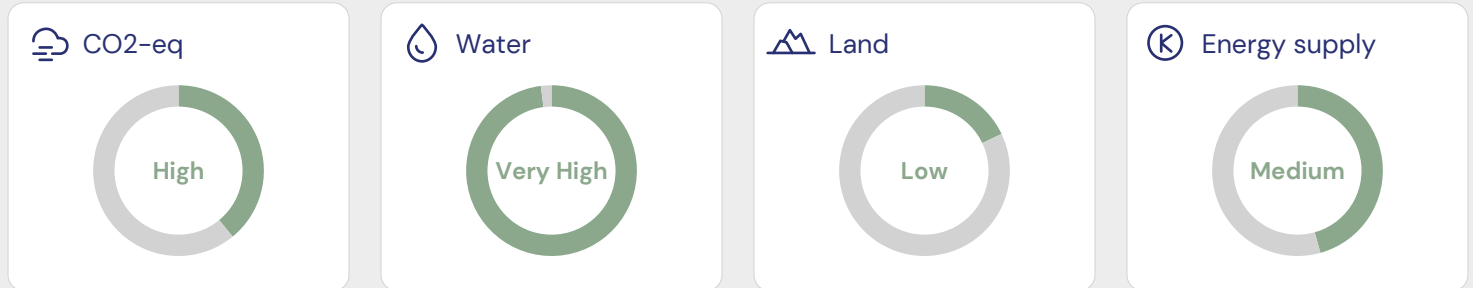 CO2-eq
High
Water
Very High
Land
Low
Energy supply
Medium